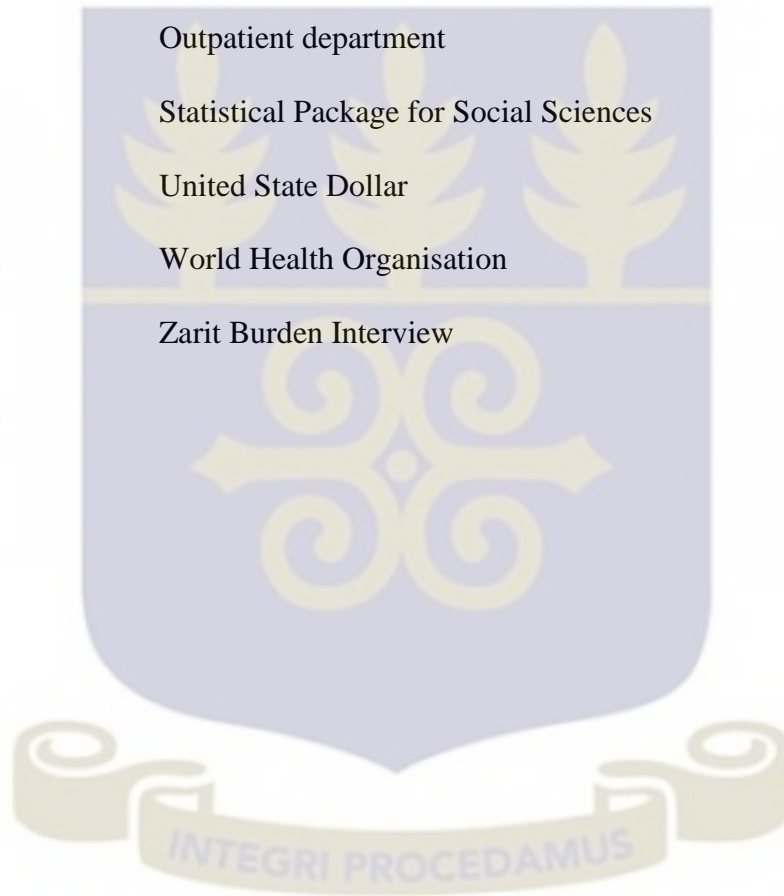 Outpatient department
Statistical Package for Social Sciences
United State Dollar
World Health Organisation
Zarit Burden Interview
INTEGRI PROCEDAMUS